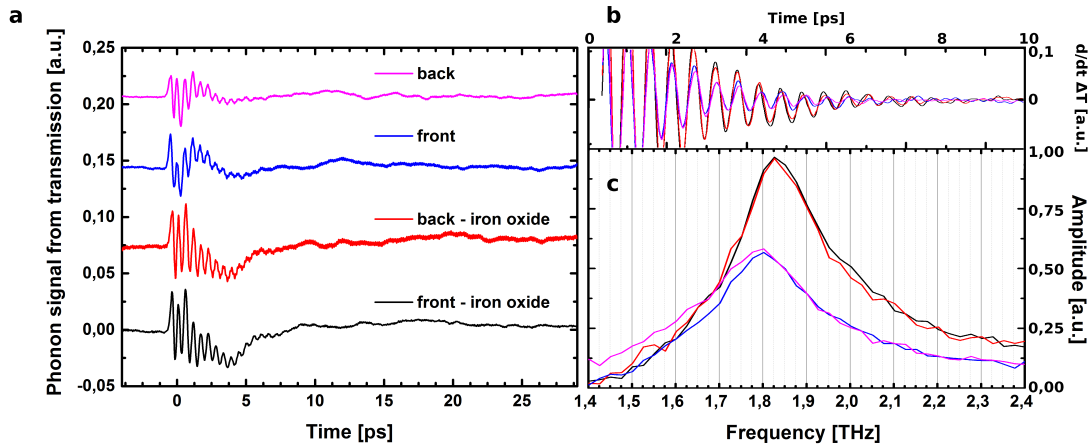 a
Phonon signal from transmission [a.u.]
0,25
0,20
0,15
0,10
0,05
0,00
-0,05
back
front
back - iron oxide
front - iron oxide
0 5 10 15 20 25
Time [ps]
b
Time [ps]
0 2 4 6 8 10
0,1
0
d/dt ΔT [a.u.]
c
1,00
0,75
0,50
0,25
0,00
Amplitude [a.u.]
1,4 1,5 1,6 1,7 1,8 1,9 2,0 2,1 2,2 2,3 2,4
Frequency [THz]